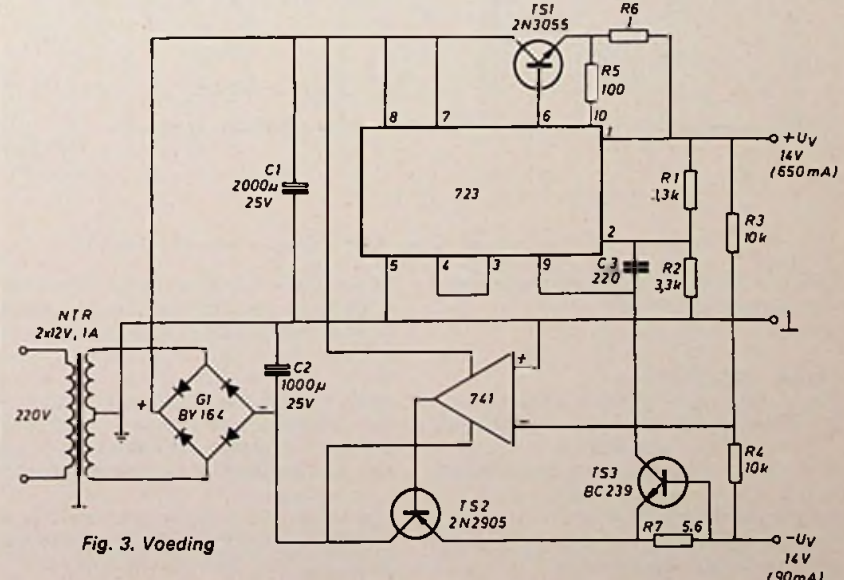 TS1
2N3055
R6
1
R5
100
8
7
6
10
1
+Uv
14V
(650mA)
C1
2000µ
25V
723
R1
1,3k
R3
10k
2
5
4
3
9
C3
220
R2
3,3k
NTR
2x12V, 1A
⊥
220V
+
G1
BY164
-
C2
1000µ
25V
741
+
-
R4
10k
TS3
BC239
TS2
2N2905
R7
5.6
-Uv
14V
(90mA)
Fig. 3. Voeding